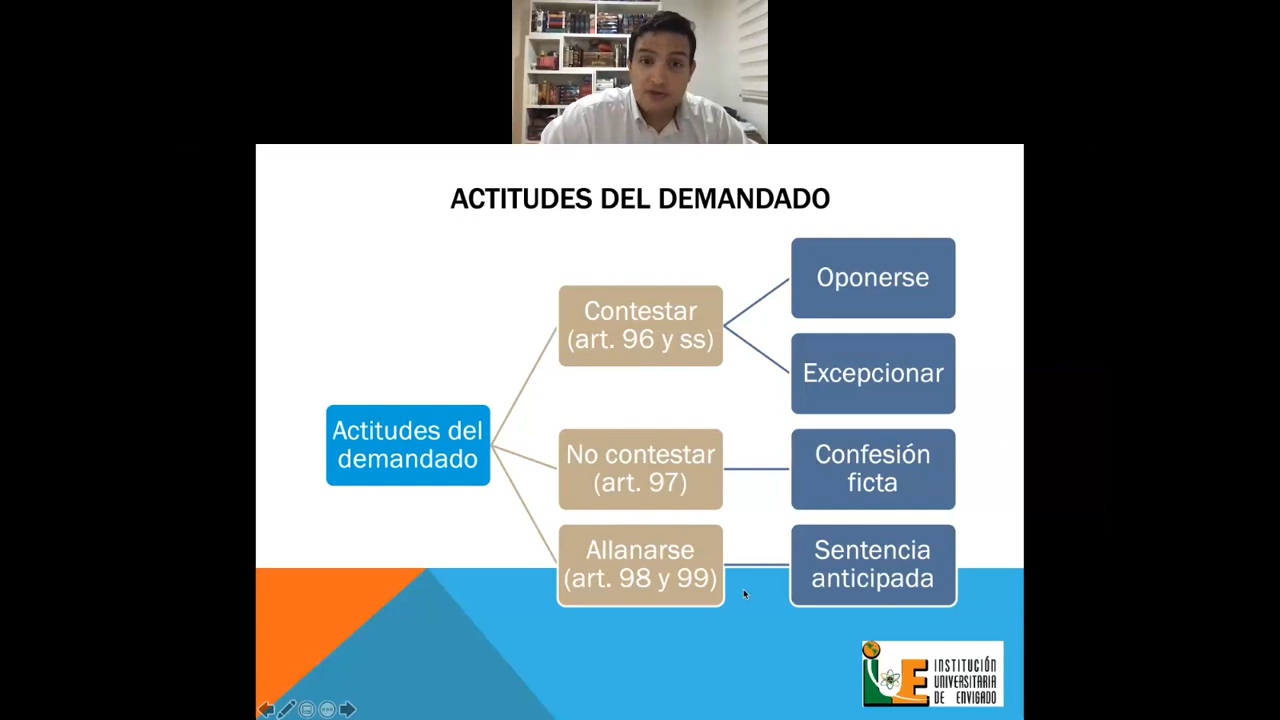 ACTITUDES DEL DEMANDADO
Actitudes del
demandado
Contestar
(art. 96 y ss)
Oponerse
Excepcionar
No contestar
(art. 97)
Confesión
ficta
Allanarse
(art. 98 y 99)
Sentencia
anticipada
iUE
INSTITUCIÓN
UNIVERSITARIA
DE ENVIGADO